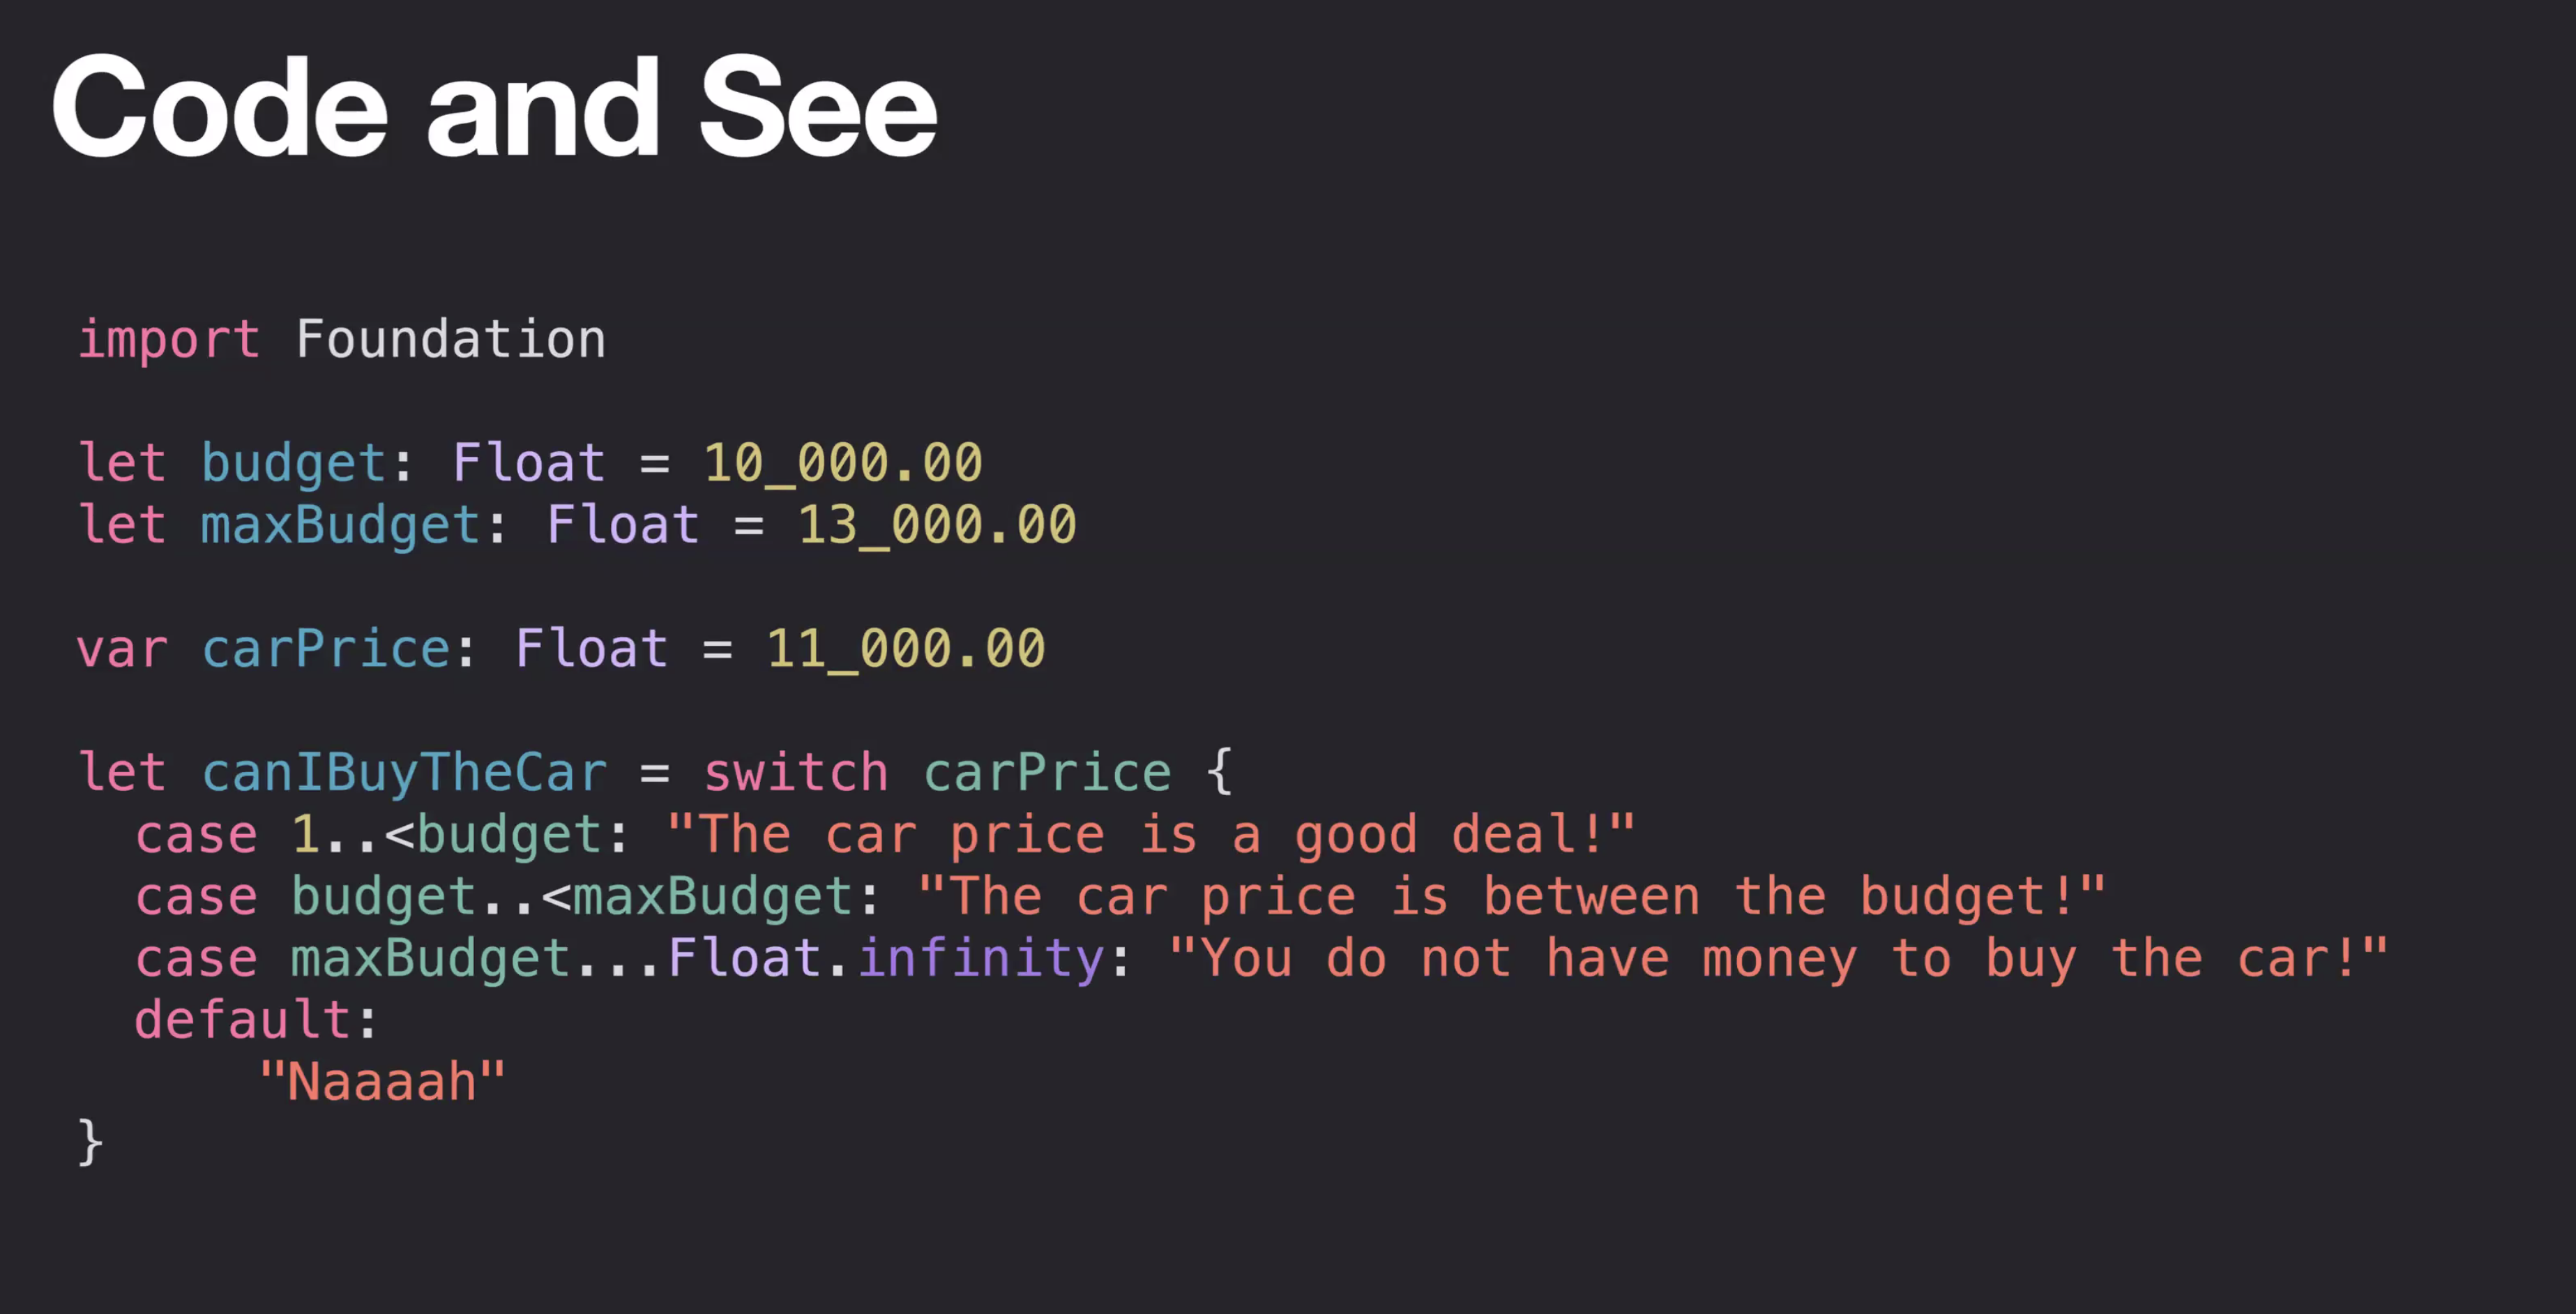 Code and See
import Foundation
let budget: Float = 10_000.00
let maxBudget: Float = 13_000.00
var carPrice: Float = 11_000.00
let canIBuyTheCar = switch carPrice {
case 1..<budget: "The car price is a good deal!"
case budget..<maxBudget: "The car price is between the budget!"
case maxBudget...Float.infinity: "You do not have money to buy the car!"
default:
"Naaaah"
}